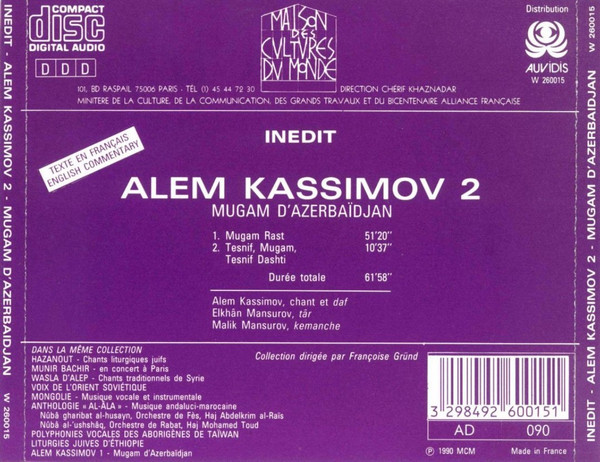 COMPACT
disc
DIGITAL AUDIO
D D D
MAISON
DES
CULTURES
DU MONDE
Distribution
AUVIDIS
W 260015
101, BD RASPAIL 75006 PARIS - TÉL (1) 45 44 72 30
DIRECTION CHÉRIF KHAZNADAR
MINITERE DE LA CULTURE, DE LA COMMUNICATION, DES GRANDS TRAVAUX ET DU BICENTENAIRE ALLIANCE FRANÇAISE
INEDIT
TEXTE EN FRANÇAIS
ENGLISH COMMENTARY
ALEM KASSIMOV 2
MUGAM D'AZERBAÏDJAN
1. Mugam Rast 51'20''
2. Tesnif, Mugam, 10'37''
Tesnif Dashti
Durée totale 61'58''
Alem Kassimov, chant et daf
Elkhân Mansurov, târ
Malik Mansurov, kemanche
DANS LA MÊME COLLECTION
HAZANOUT - Chants liturgiques juifs
MUNIR BACHIR - en concert à Paris
WASLA D'ALEP - Chants traditionnels de Syrie
VOIX DE L'ORIENT SOVIÉTIQUE
MONGOLIE - Musique vocale et instrumentale
ANTHOLOGIE «AL-ÂLA» - Musique andaluci-marocaine
Nûbâ gharibat al-husayn, Orchestre de Fès, Haj Abdelkrim al-Raïs
Nûbâ al-'ushshâq, Orchestre de Rabat, Haj Mohamed Toud
POLYPHONIES VOCALES DES ABORIGÈNES DE TAÏWAN
LITURGIES JUIVES D'ÉTHIOPIE
ALEM KASSIMOV 1 - Mugam d'Azerbaïdjan
Collection dirigée par Françoise Gründ
3 298492 600151
AD 090
℗ 1990 MCM Made in France
INEDIT - ALEM KASSIMOV 2 - MUGAM D'AZERBAIDJAN W 260015
INEDIT - ALEM KASSIMOV 2 - MUGAM D'AZERBAIDJAN W 260015